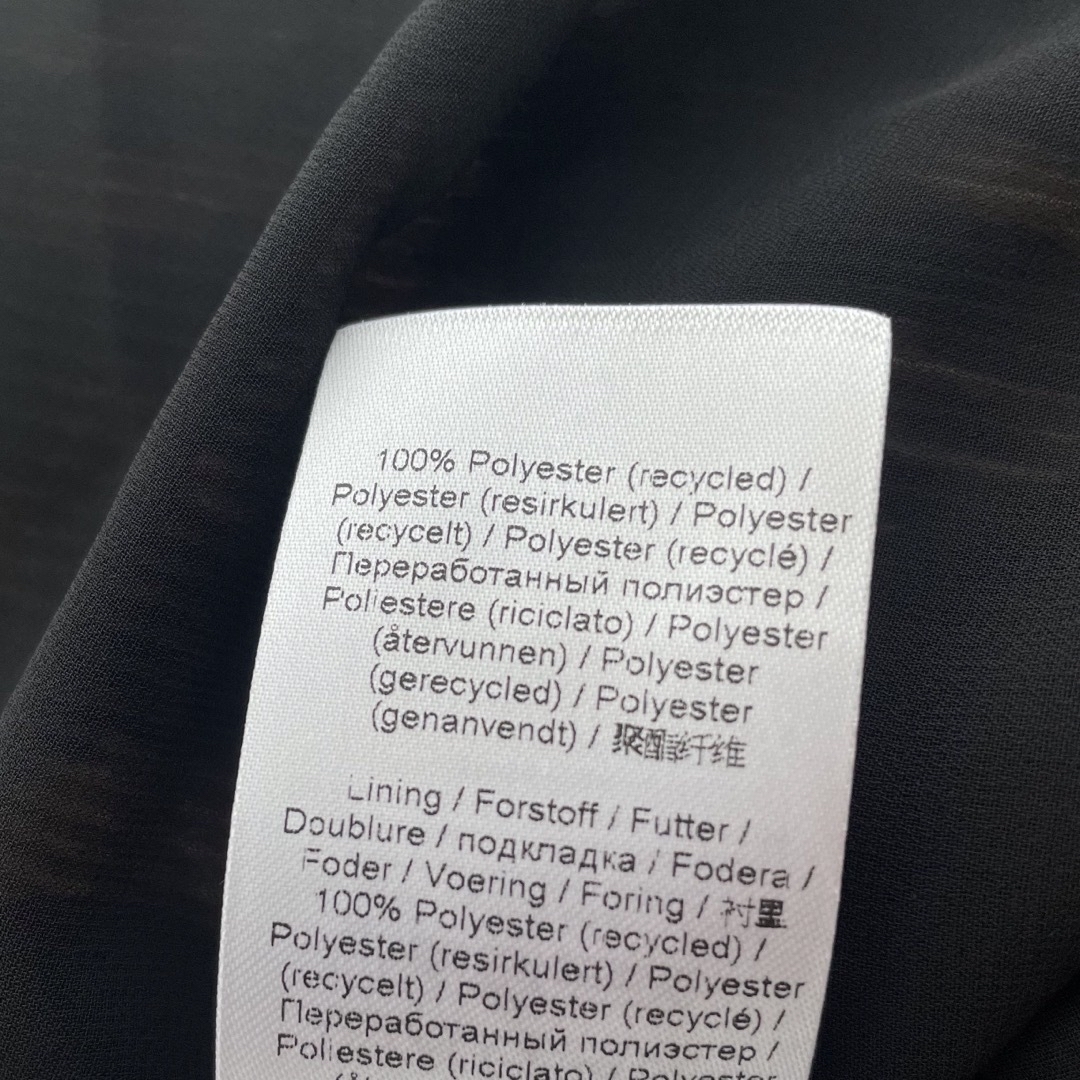 100% Polyester (recycled) /
Polyester (resirkulert) / Polyester
(recycelt) / Polyester (recyclé) /
Переработанный полиэстер /
Poliestere (riciclato) / Polyester
(återvunnen) / Polyester
(gerecycled) / Polyester
(genanvendt) / 聚酯纤维
Lining / Forstoff / Futter /
Doublure / подкладка / Fodera /
Foder / Voering / Foring / 衬里
100% Polyester (recycled) /
Polyester (resirkulert) / Polyester
(recycelt) / Polyester (recyclé) /
Переработанный полиэстер /
Poliestere (riciclato) / Polyester